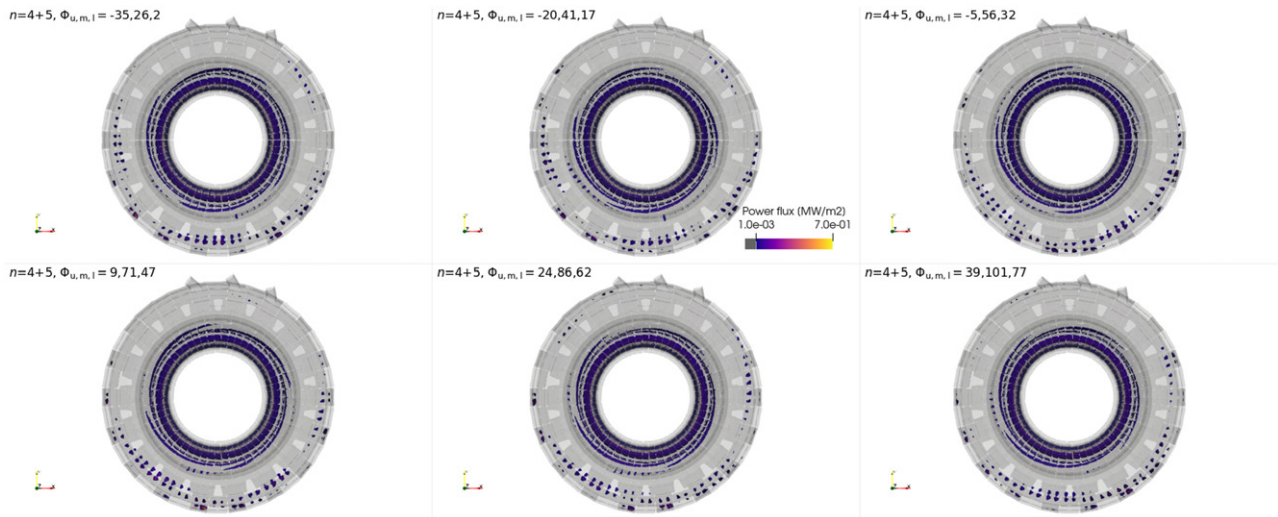 n=4+5, Φu, m, l = -35,26,2
n=4+5, Φu, m, l = -20,41,17
n=4+5, Φu, m, l = -5,56,32
Power flux (MW/m2)
1.0e-03 7.0e-01
n=4+5, Φu, m, l = 9,71,47
n=4+5, Φu, m, l = 24,86,62
n=4+5, Φu, m, l = 39,101,77